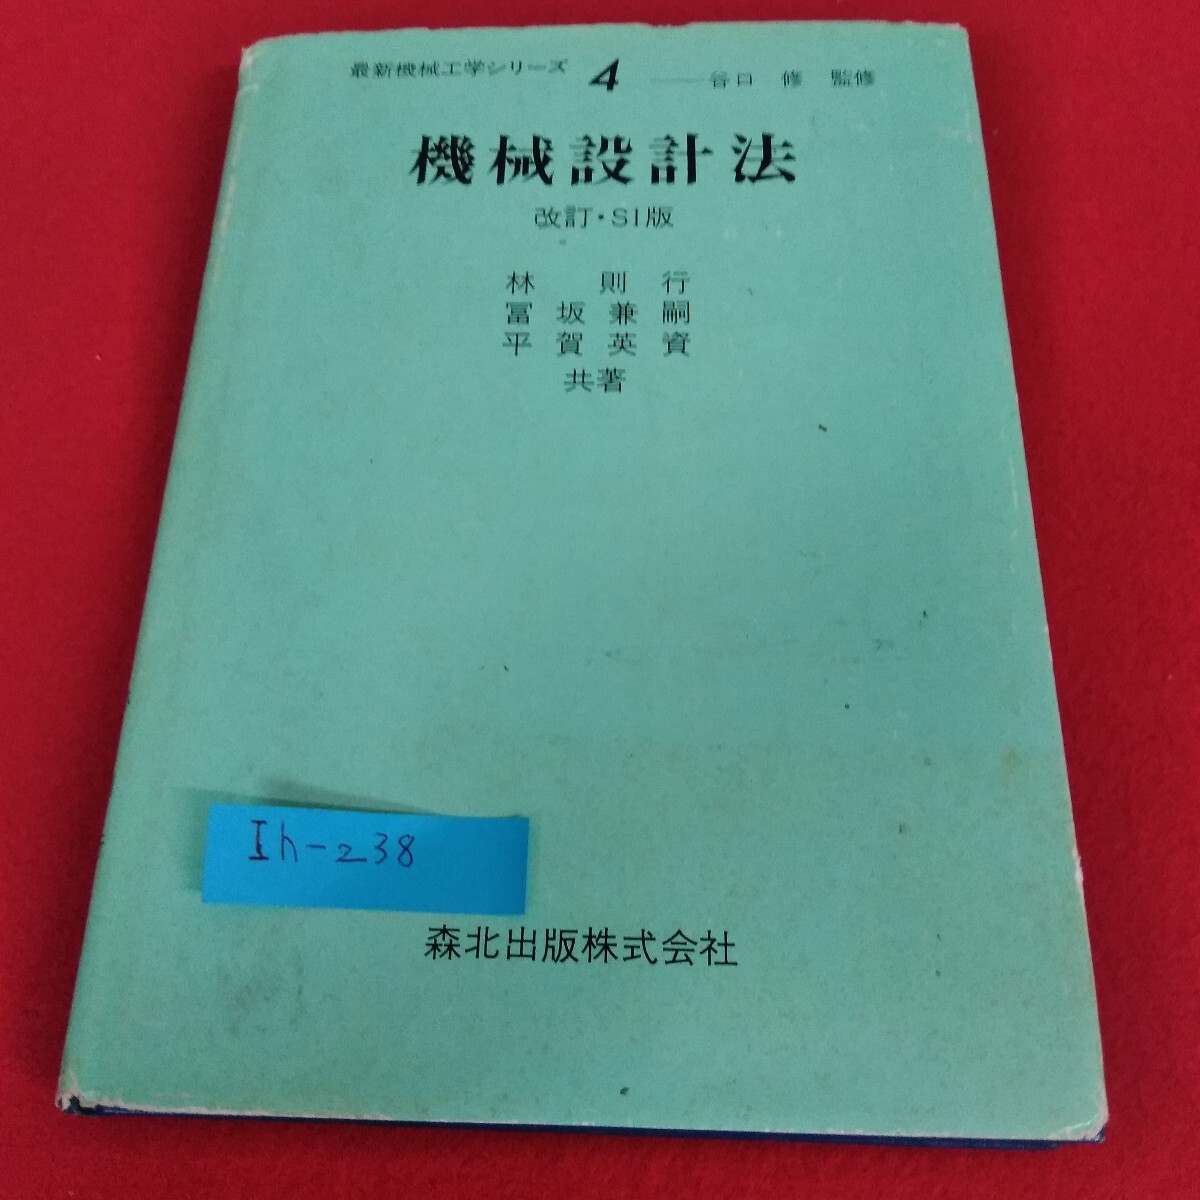 最新機械工学シリーズ 4 ―― 谷口 修 監修
機械設計法
改訂・SI版
林 則行
冨坂兼嗣
平賀英資
共著
Ih-238
森北出版株式会社